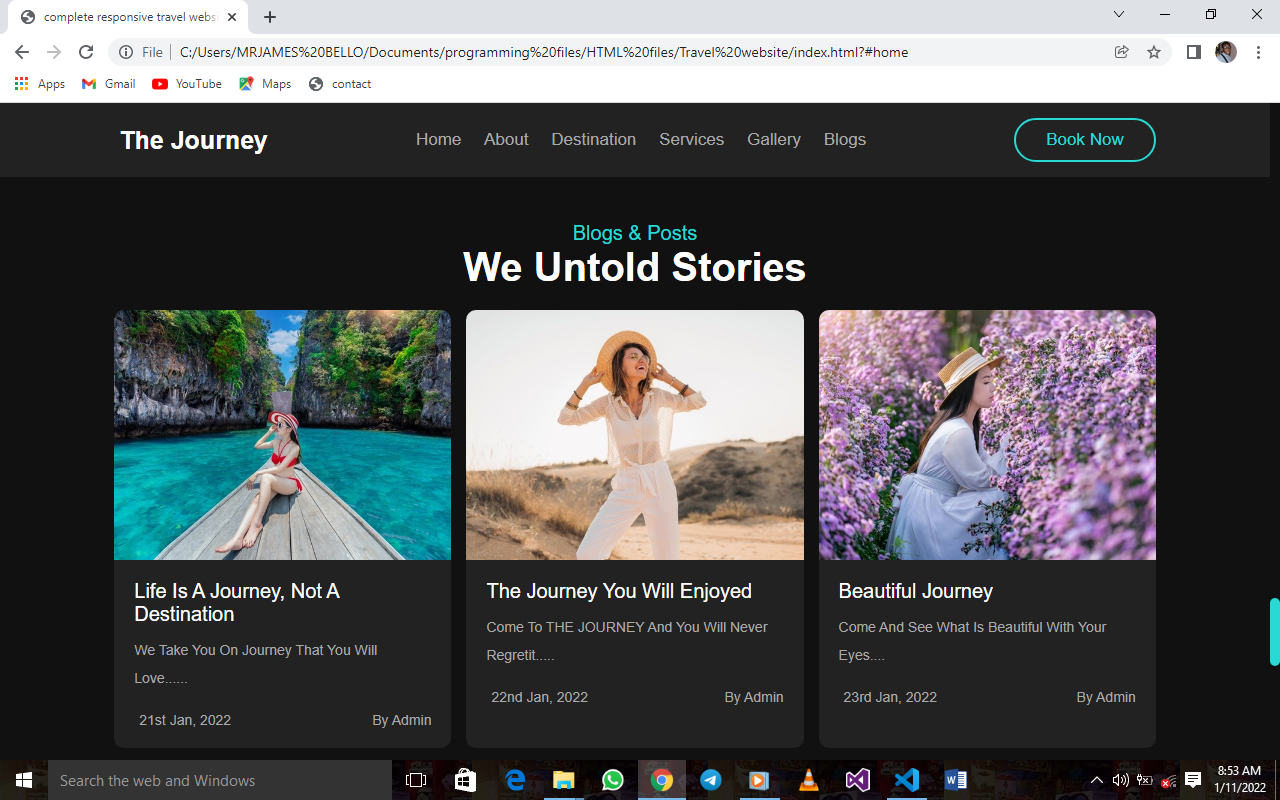 complete responsive travel webs
File
C:/Users/MRJAMES%20BELLO/Documents/programming%20files/HTML%20files/Travel%20website/index.html?#home
Apps
Gmail
YouTube
Maps
contact
The Journey
Home
About
Destination
Services
Gallery
Blogs
Book Now
Blogs & Posts
We Untold Stories
Life Is A Journey, Not A
Destination
We Take You On Journey That You Will
Love......
21st Jan, 2022
By Admin
The Journey You Will Enjoyed
Come To THE JOURNEY And You Will Never
Regretit.....
22nd Jan, 2022
By Admin
Beautiful Journey
Come And See What Is Beautiful With Your
Eyes....
23rd Jan, 2022
By Admin
Search the web and Windows
8:53 AM
1/11/2022